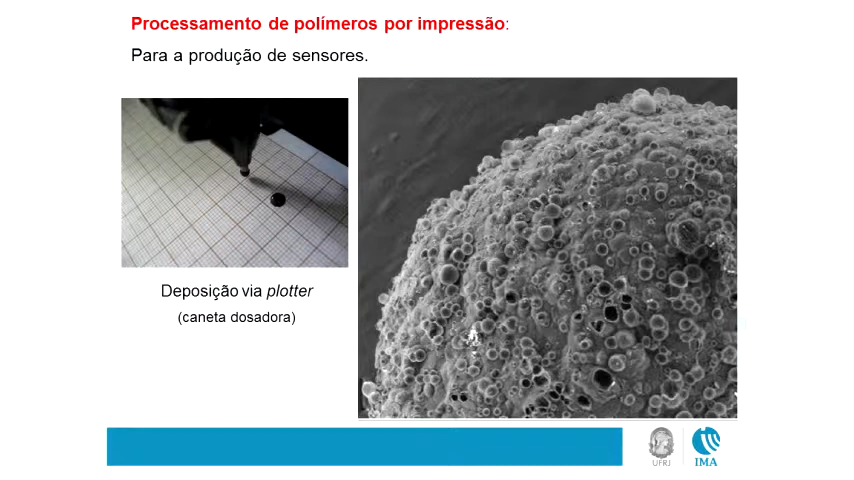 Processamento de polímeros por impressão:
Para a produção de sensores.
Deposição via plotter
(caneta dosadora)
UFRJ
IMA